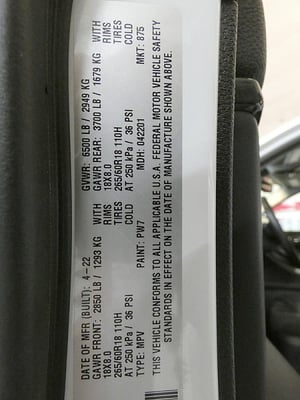 DATE OF MFR (BUILT): 4-22 GVWR: 6500 LB / 2949 KG
GAWR FRONT: 2850 LB / 1293 KG WITH GAWR REAR: 3700 LB / 1679 KG WITH
18X8.0 RIMS 18X8.0 RIMS
265/60R18 110H TIRES 265/60R18 110H TIRES
AT 250 kPa / 36 PSI COLD AT 250 kPa / 36 PSI COLD
TYPE: MPV PAINT: PW7 MDH: 042201 MKT: 875
THIS VEHICLE CONFORMS TO ALL APPLICABLE U.S.A. FEDERAL MOTOR VEHICLE SAFETY
STANDARDS IN EFFECT ON THE DATE OF MANUFACTURE SHOWN ABOVE.